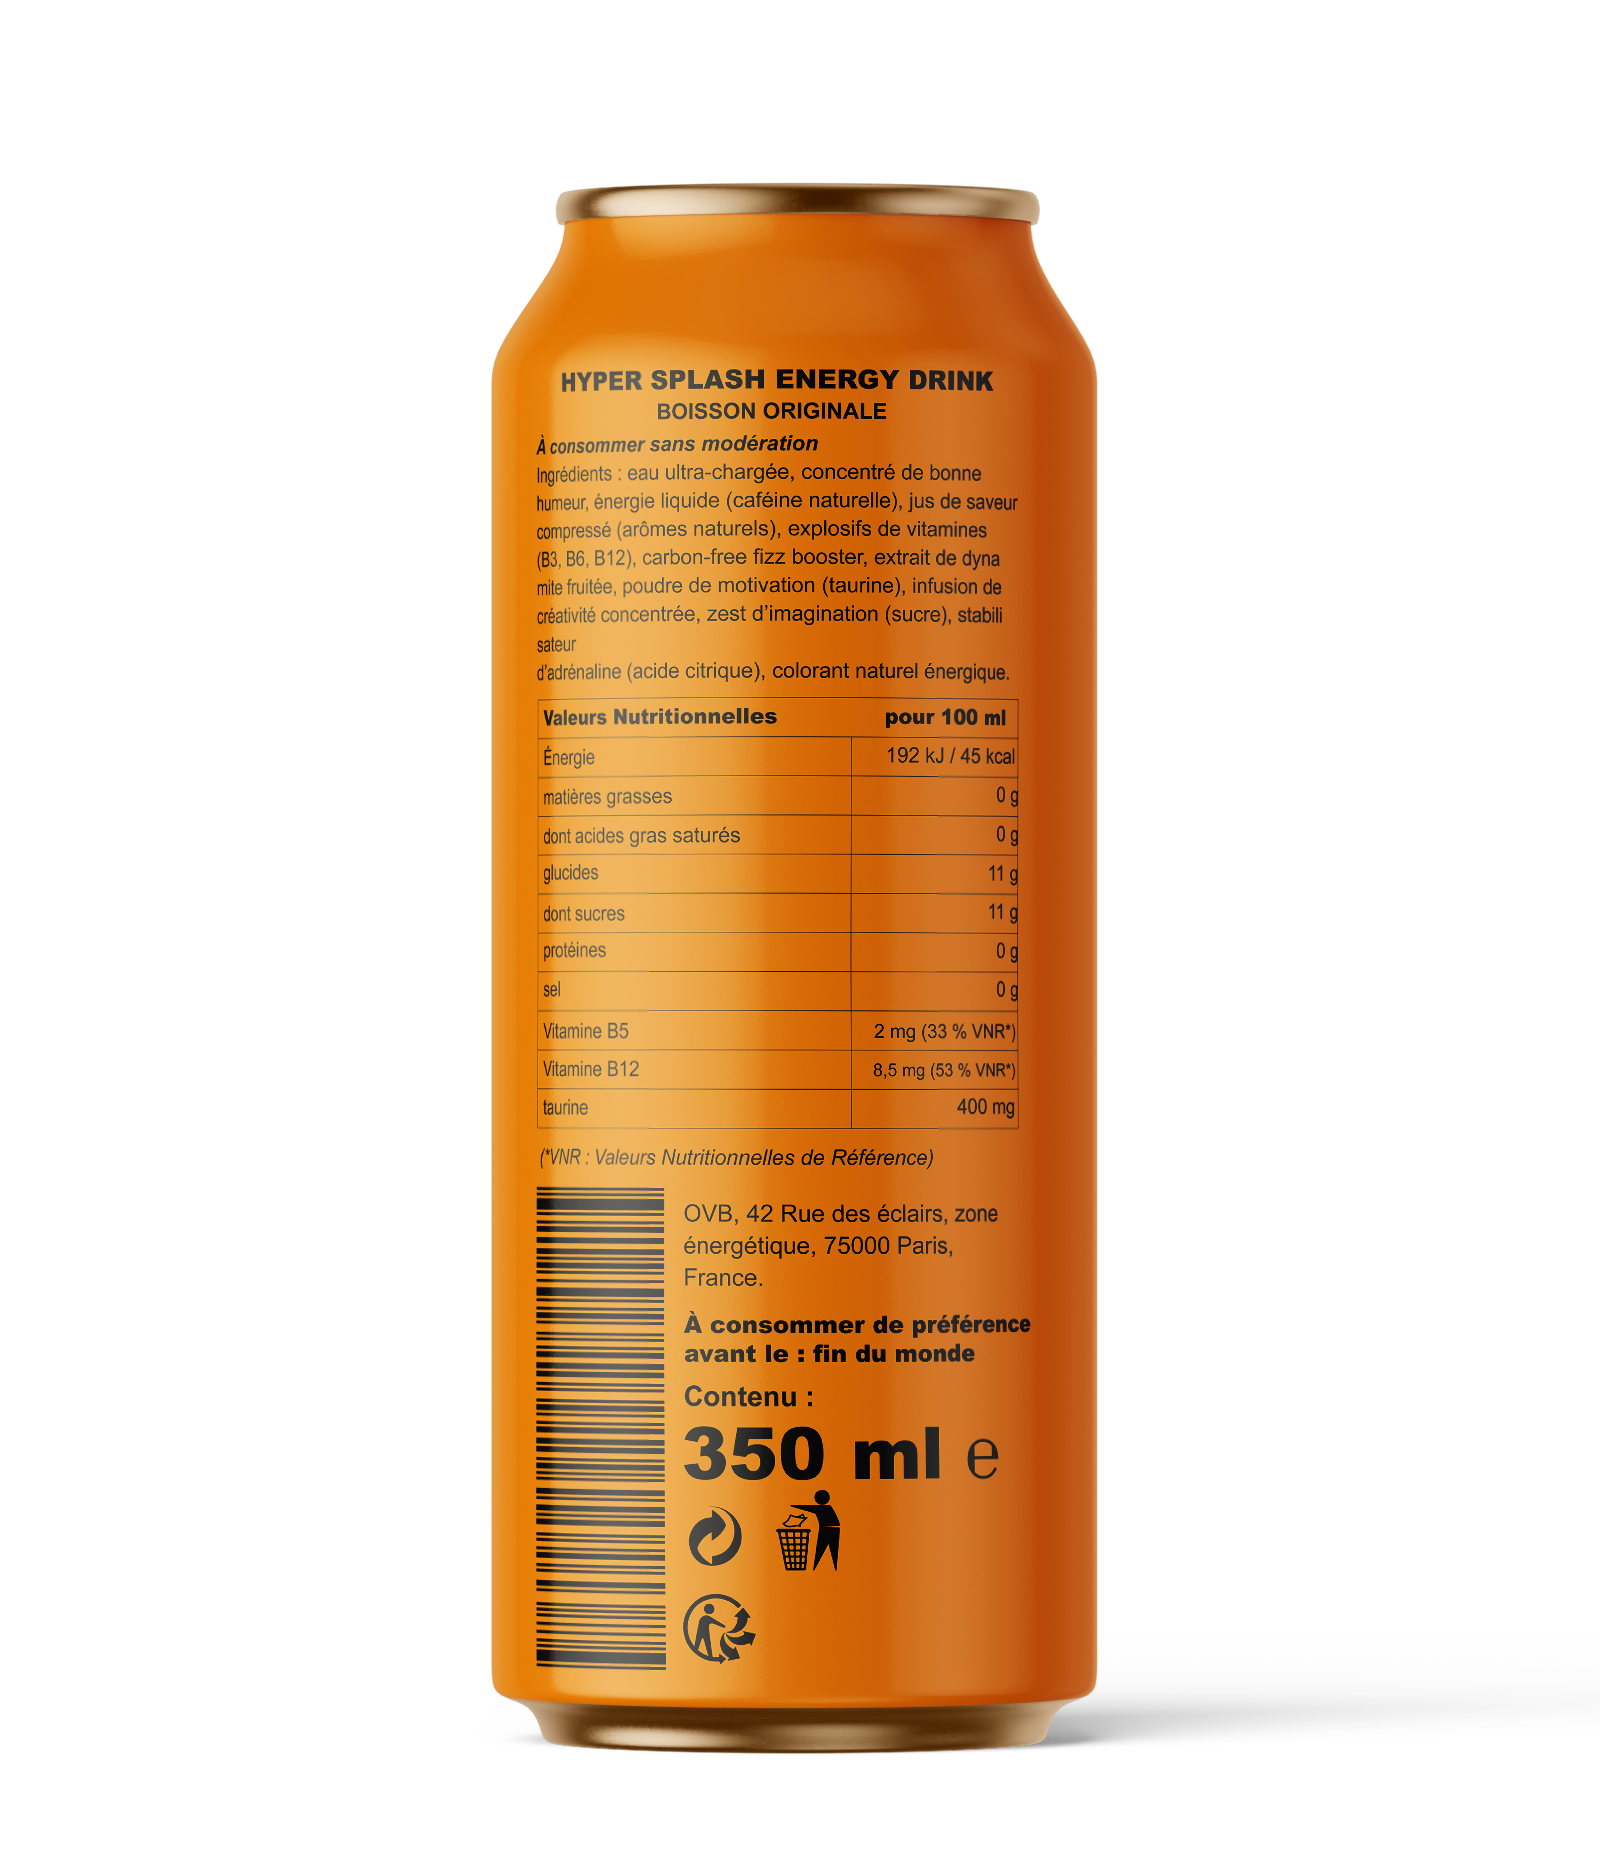 HYPER SPLASH ENERGY DRINK
BOISSON ORIGINALE
À consommer sans modération
Ingrédients : eau ultra-chargée, concentré de bonne
humeur, énergie liquide (caféine naturelle), jus de saveur
compressé (arômes naturels), explosifs de vitamines
(B3, B6, B12), carbon-free fizz booster, extrait de dyna
mite fruitée, poudre de motivation (taurine), infusion de
créativité concentrée, zest d’imagination (sucre), stabili
sateur
d’adrénaline (acide citrique), colorant naturel énergique.
Valeurs Nutritionnelles pour 100 ml
Énergie 192 kJ / 45 kcal
matières grasses 0 g
dont acides gras saturés 0 g
glucides 11 g
dont sucres 11 g
protéines 0 g
sel 0 g
Vitamine B5 2 mg (33 % VNR*)
Vitamine B12 8,5 mg (53 % VNR*)
taurine 400 mg
(*VNR : Valeurs Nutritionnelles de Référence)
OVB, 42 Rue des éclairs, zone
énergétique, 75000 Paris,
France.
À consommer de préférence
avant le : fin du monde
Contenu :
350 ml e